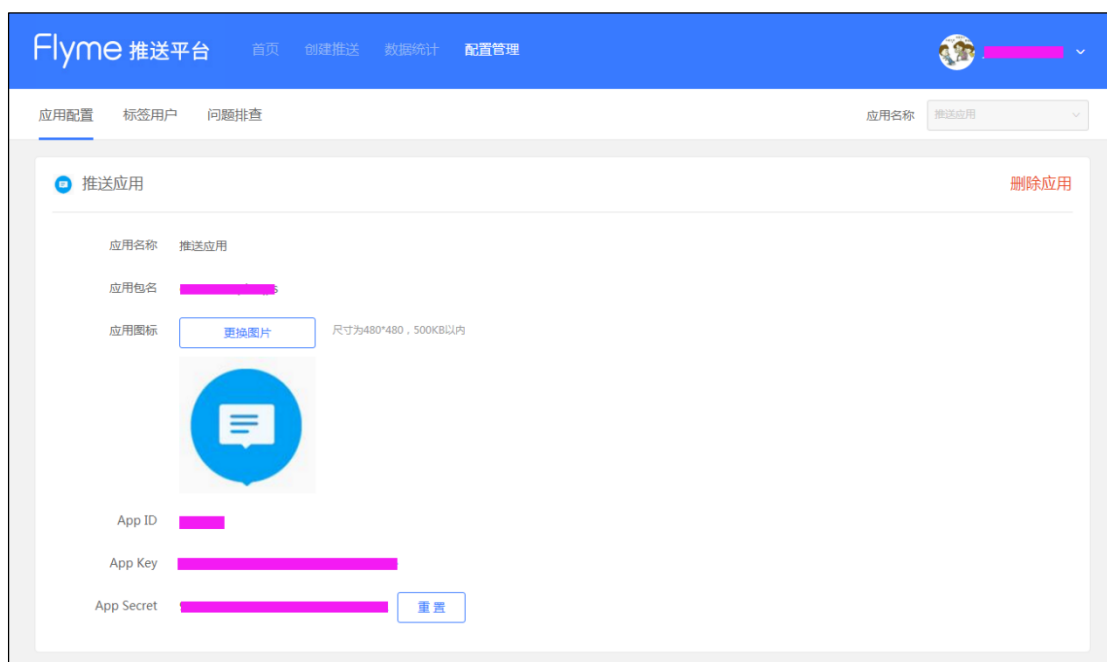 Flyme 推送平台 首页 创建推送 数据统计 配置管理
应用配置 标签用户 问题排查 应用名称 推送应用
推送应用 删除应用
应用名称 推送应用
应用包名
应用图标 更换图片 尺寸为480*480，500KB以内
App ID
App Key
App Secret 重置